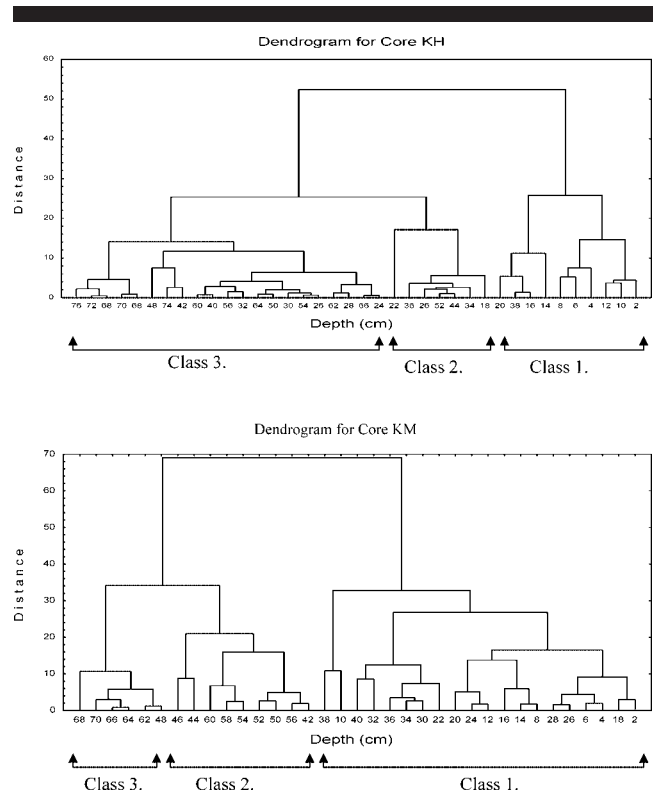 Dendrogram for Core KH
60
50
40
30
20
10
0
Distance
76 72 68 70 66 48 74 42 60 40 56 32 64 50 30 54 26 62 28 66 24 22 36 26 52 44 34 18 20 38 16 14 8 6 4 12 10 2
Depth (cm)
Class 3.
Class 2.
Class 1.
Dendrogram for Core KM
70
60
50
40
30
20
10
0
Distance
68 70 66 64 62 48 46 44 60 58 54 52 50 56 42 38 10 40 32 36 34 30 22 20 24 12 16 14 8 28 26 6 4 18 2
Depth (cm)
Class 3.
Class 2.
Class 1.